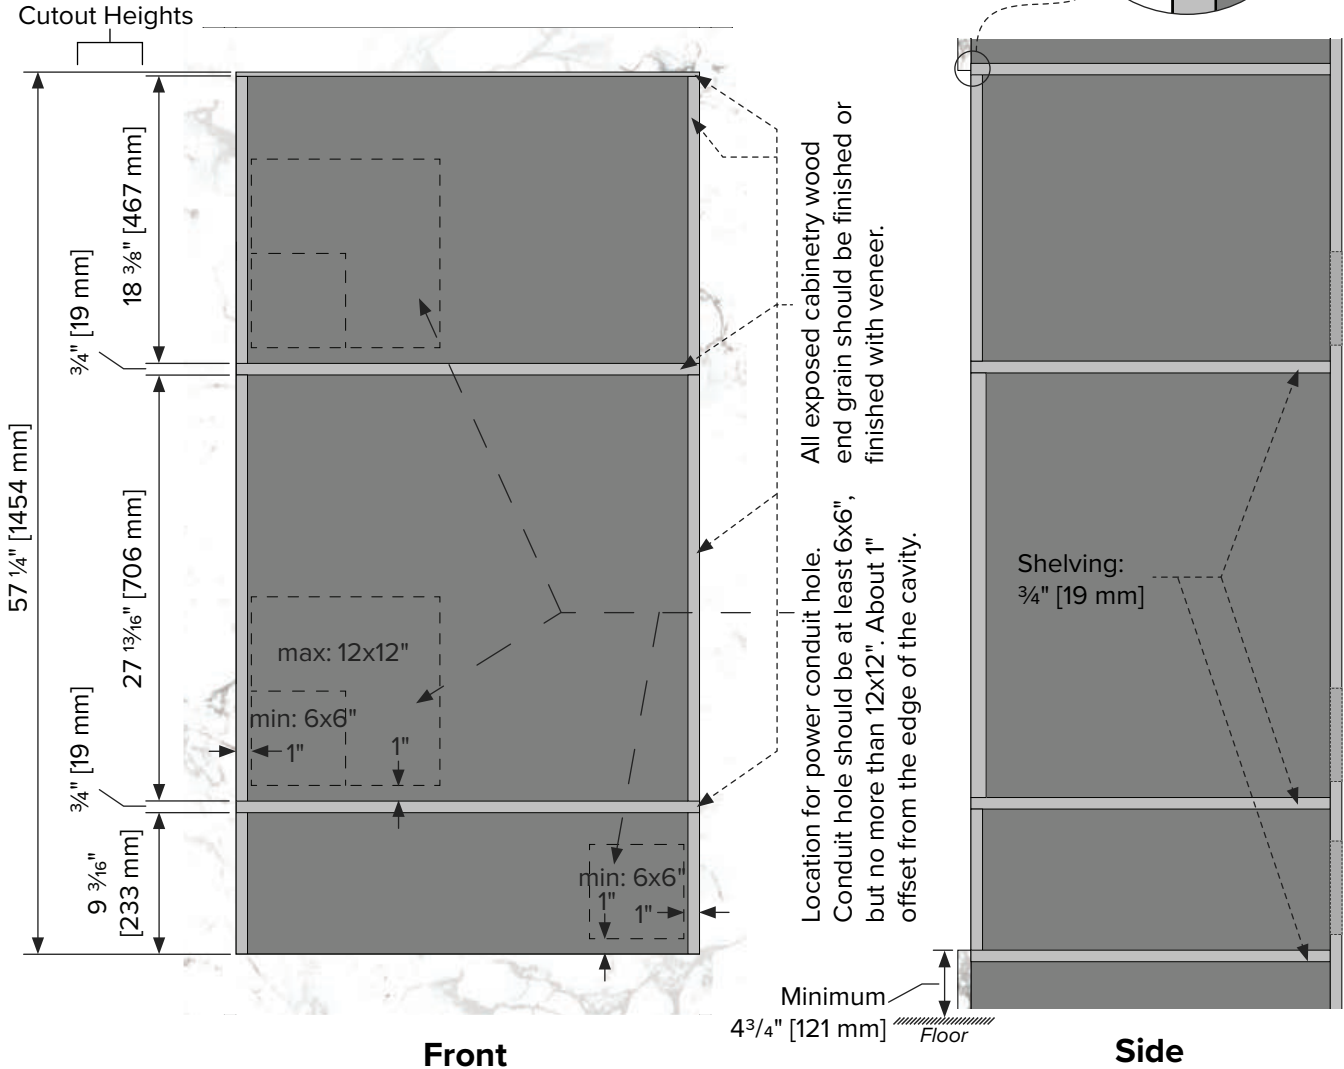 Cutout Heights
57 ¼" [1454 mm]
18 ⅜" [467 mm]
¾" [19 mm]
27 ¹³⁄₁₆" [706 mm]
¾" [19 mm]
9 ³⁄₁₆"
[233 mm]
max: 12x12"
min: 6x6"
1"
1"
min: 6x6"
1"
1"
All exposed cabinetry wood
end grain should be finished or
finished with veneer.
Location for power conduit hole.
Conduit hole should be at least 6x6",
but no more than 12x12". About 1"
offset from the edge of the cavity.
Shelving:
¾" [19 mm]
Minimum
4³/₄" [121 mm]
Floor
Front
Side